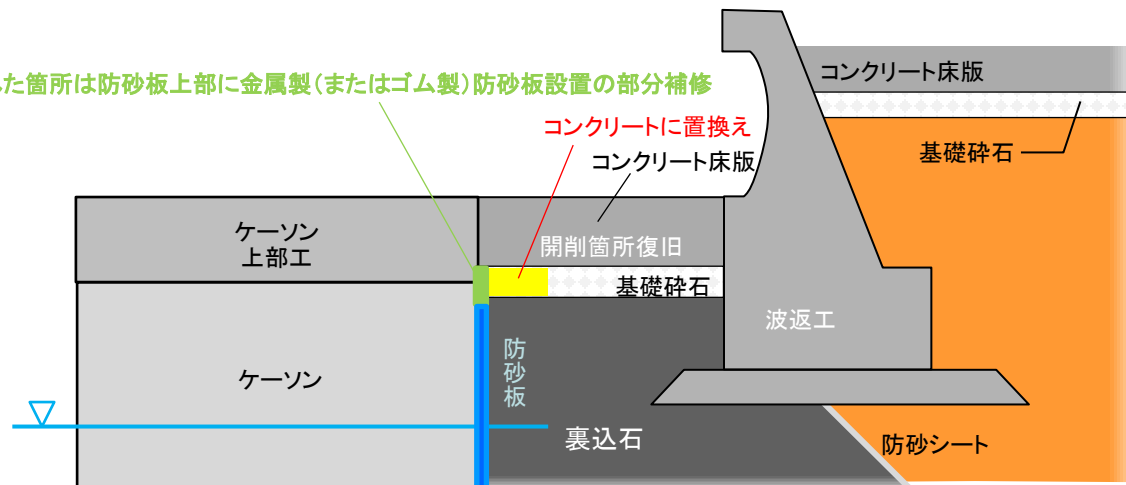 た箇所は防砂板上部に金属製(またはゴム製)防砂板設置の部分補修
コンクリート床版
コンクリートに置換え
基礎砕石
コンクリート床版
ケーソン
上部工
開削箇所復旧
基礎砕石
波返工
防砂板
ケーソン
裏込石
防砂シート